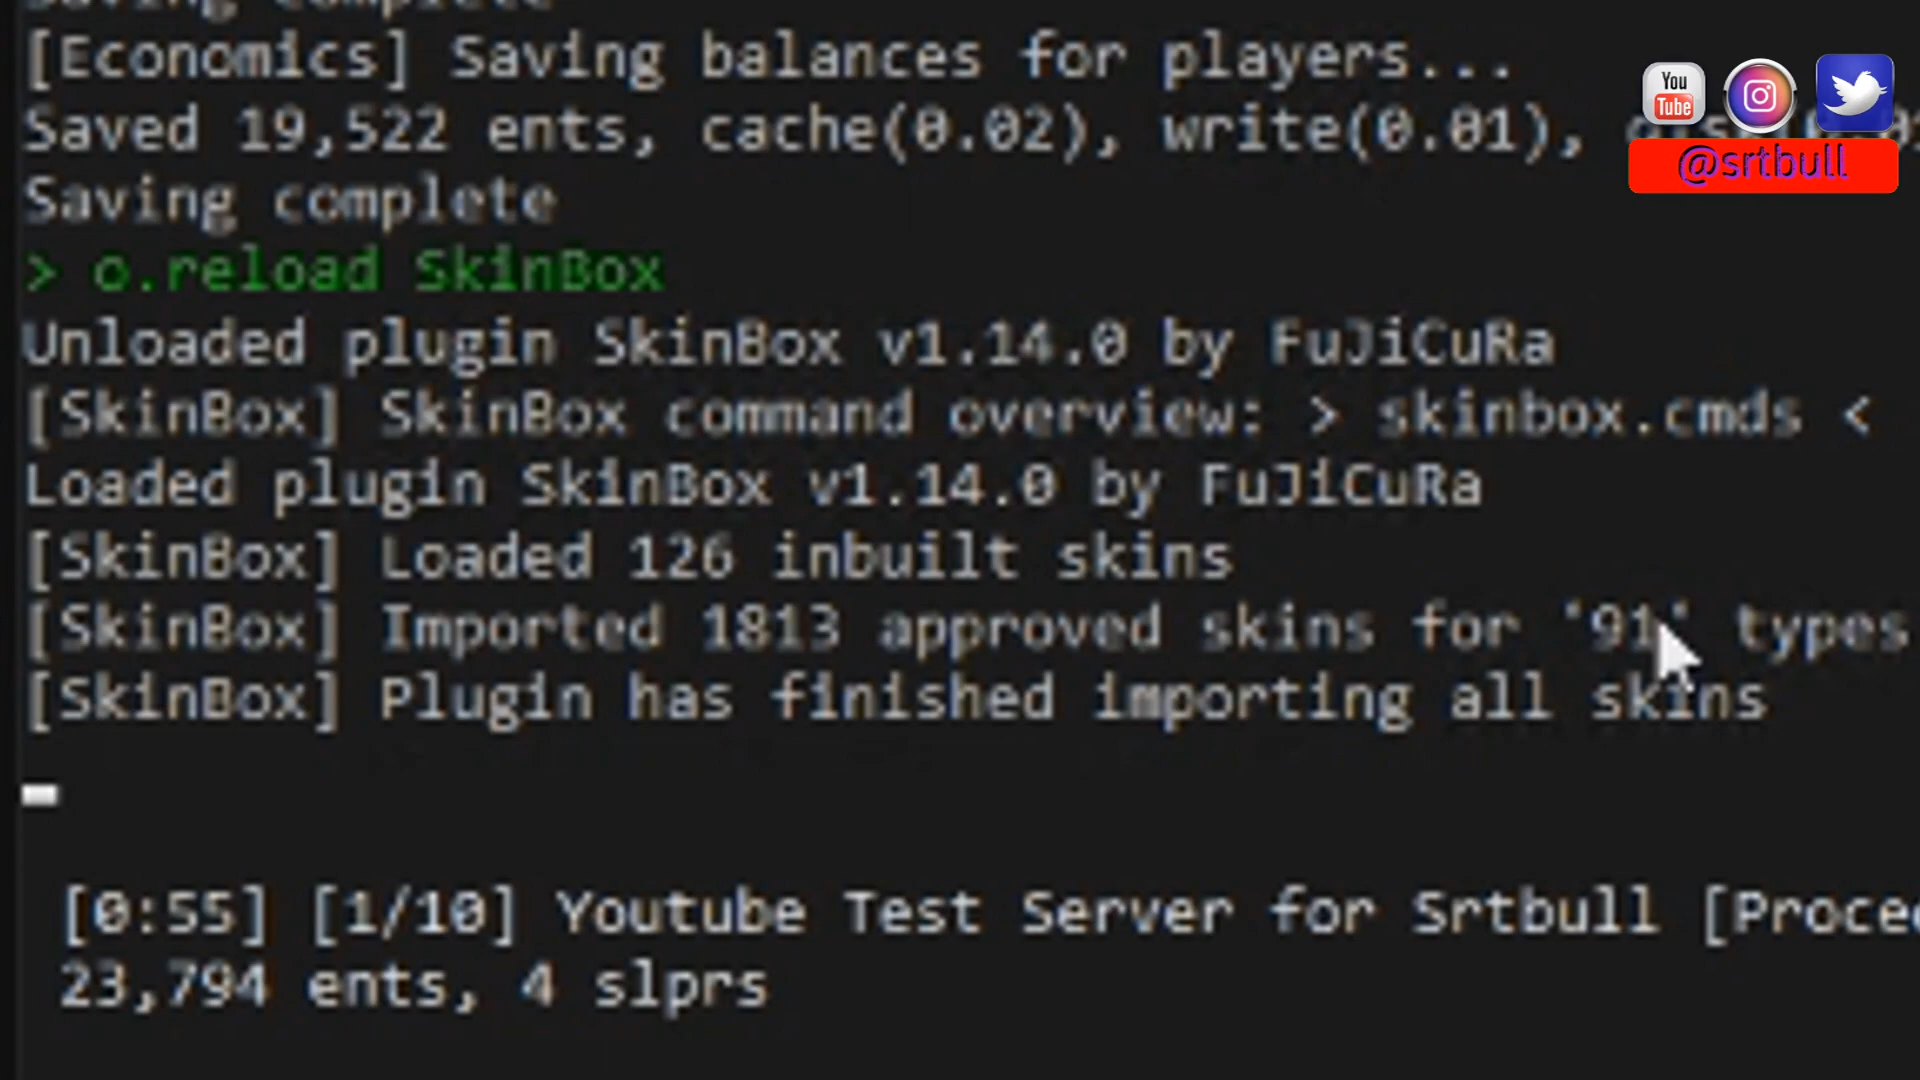 Saving complete
[Economics] Saving balances for players...
Saved 19,522 ents, cache(0.02), write(0.01),
Saving complete
> o.reload SkinBox
Unloaded plugin SkinBox v1.14.0 by FuJiCuRa
[SkinBox] SkinBox command overview: > skinbox.cmds <
Loaded plugin SkinBox v1.14.0 by FuJiCuRa
[SkinBox] Loaded 126 inbuilt skins
[SkinBox] Imported 1813 approved skins for '91' types
[SkinBox] Plugin has finished importing all skins
[0:55] [1/10] Youtube Test Server for Srtbull [Proce
23,794 ents, 4 slprs
You
Tube
@srtbull